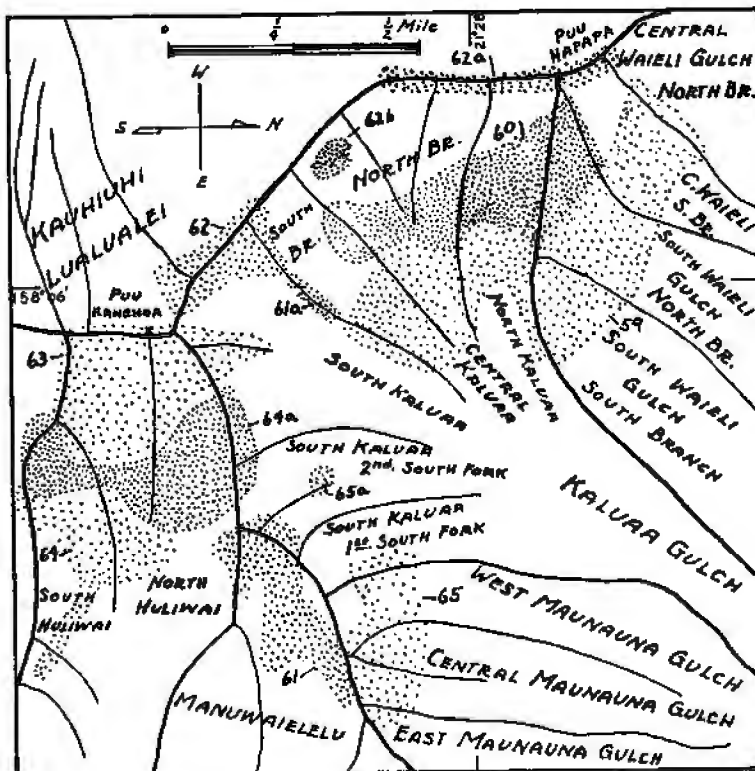 0
1/4
1/2
Mile
62a
21°28
PUU
HAPAPA
CENTRAL
WAIELI GULCH
NORTH BR.
W
S
N
E
62b
60
NORTH BR.
C. WAIELI
S. BR.
KAUHIUHI
LUALUALEI
62
SOUTH
BR.
SOUTH WAIELI
GULCH
NORTH BR.
158°06
PUU
KANEHOA
61a
59
63
NORTH KALUAA
CENTRAL
KALUAA
SOUTH KALUAA
SOUTH WAIELI
GULCH
SOUTH BRANCH
64a
SOUTH KALUAA
2nd. SOUTH FORK
65a
SOUTH KALUAA
1st SOUTH FORK
KALUAA GULCH
64
SOUTH
HULIWAI
NORTH
HULIWAI
65
WEST MAUNAUNA GULCH
61
CENTRAL MAUNAUNA GULCH
MANUWAIELELU
EAST MAUNAUNA GULCH